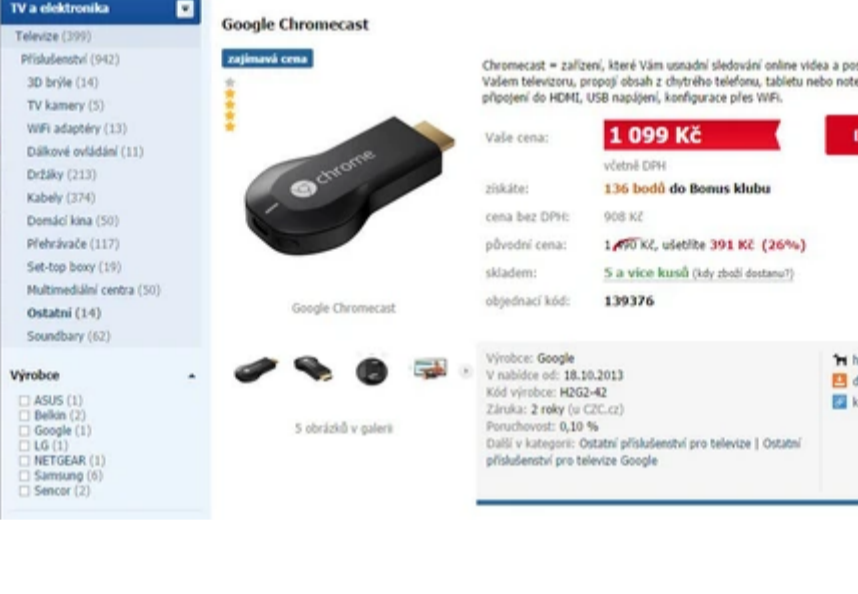 TV a elektronika
Televize (399)
Příslušenství (942)
3D brýle (14)
TV kamery (5)
WiFi adaptéry (13)
Dálkové ovládání (11)
Držáky (213)
Kabely (374)
Domácí kina (50)
Přehrávače (117)
Set-top boxy (19)
Multimediální centra (50)
Ostatní (14)
Soundbary (62)
Výrobce
ASUS (1)
Belkin (2)
Google (1)
LG (1)
NETGEAR (1)
Samsung (6)
Sencor (2)
Google Chromecast
zajímavá cena
chrome
Google Chromecast
5 obrázků v galerii
Chromecast = zařízení, které Vám usnadní sledování online videa a
Vašem televizoru, propojí obsah z chytrého telefonu, tabletu nebo
připojení do HDMI, USB napájení, konfigurace přes WiFi.
Vaše cena: 1 099 Kč
včetně DPH
získáte: 136 bodů do Bonus klubu
cena bez DPH: 908 Kč
původní cena: 1 490 Kč, ušetříte 391 Kč (26%)
skladem: 5 a více kusů (kdy zboží dostanu?)
objednací kód: 139376
Výrobce: Google
V nabídce od: 18.10.2013
Kód výrobce: H2G2-42
Záruka: 2 roky (u CZC.cz)
Poruchovost: 0,10 %
Další v kategorii: Ostatní příslušenství pro televize | Ostatní
příslušenství pro televize Google